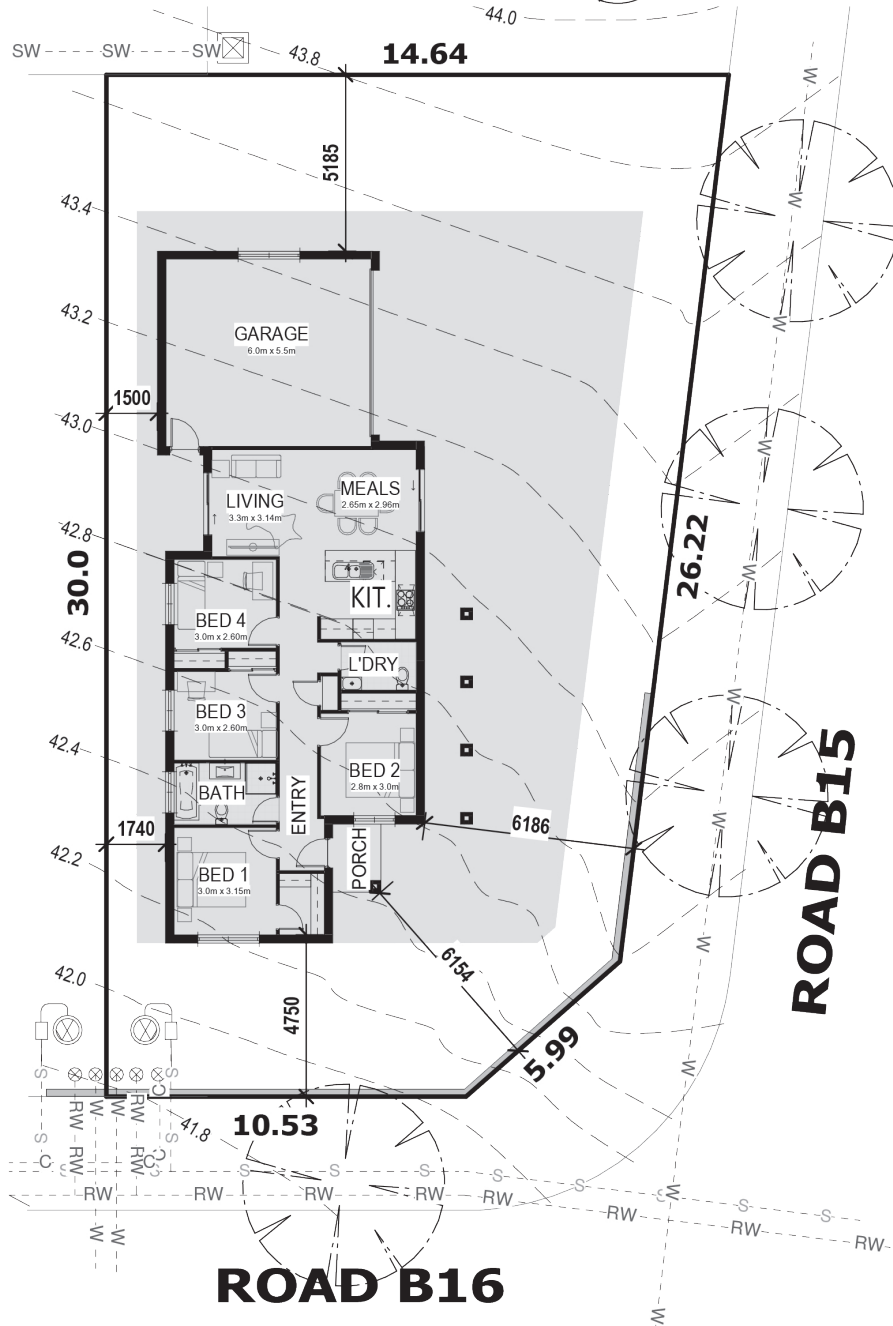 44.0
SW SW SW
43.8
14.64
W
5185
43.4
W
GARAGE
6.0m x 5.5m
43.2
W
1500
43.0
W
LIVING
3.3m x 3.14m
MEALS
2.65m x 2.96m
42.8
30.0
26.22
W
KIT.
BED 4
3.0m x 2.60m
42.6
L'DRY
W
BED 3
3.0m x 2.60m
42.4
BED 2
2.8m x 3.0m
BATH
ENTRY
W
1740
6186
42.2
PORCH
BED 1
3.0m x 3.15m
ROAD B15
W
6154
42.0
4750
5.99
W
S
S
C
RW W W RW
10.53
41.8
S
RW RW
S
C
C
S S S S S S S S S S
W
RW RW RW RW RW RW RW RW
W W
ROAD B16
W